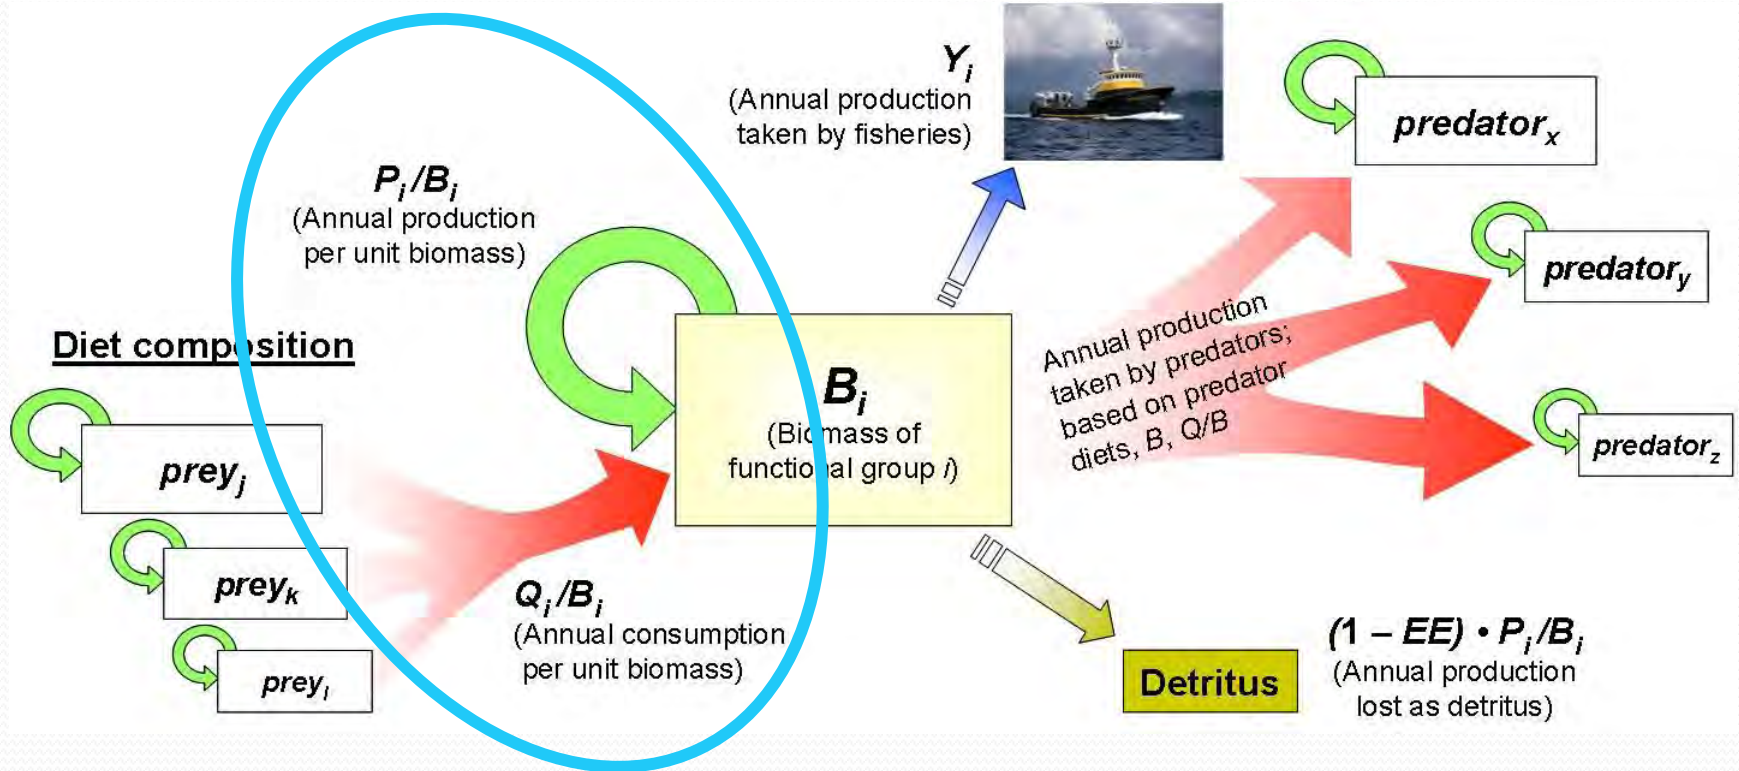 Y_i
(Annual production
taken by fisheries)
predator_x
P_i/B_i
(Annual production
per unit biomass)
predator_y
Diet composition
Annual production
taken by predators;
based on predator
diets, B, Q/B
B_i
(Biomass of
functional group i)
predator_z
prey_j
prey_k
prey_l
Q_i/B_i
(Annual consumption
per unit biomass)
Detritus
(1 – EE) • P_i/B_i
(Annual production
lost as detritus)